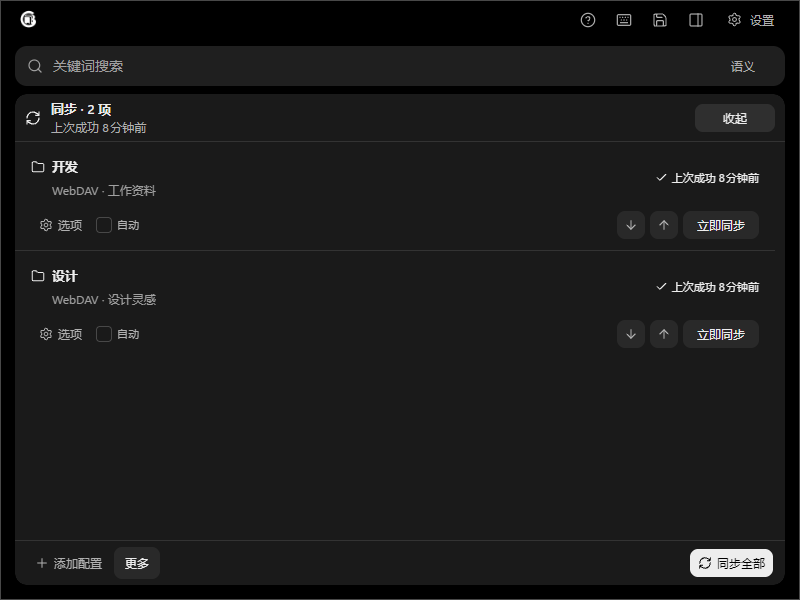 设置
关键词搜索
语义
同步 · 2 项
上次成功 8分钟前
收起
开发
WebDAV · 工作资料
上次成功 8分钟前
选项
自动
立即同步
设计
WebDAV · 设计灵感
上次成功 8分钟前
选项
自动
立即同步
添加配置
更多
同步全部